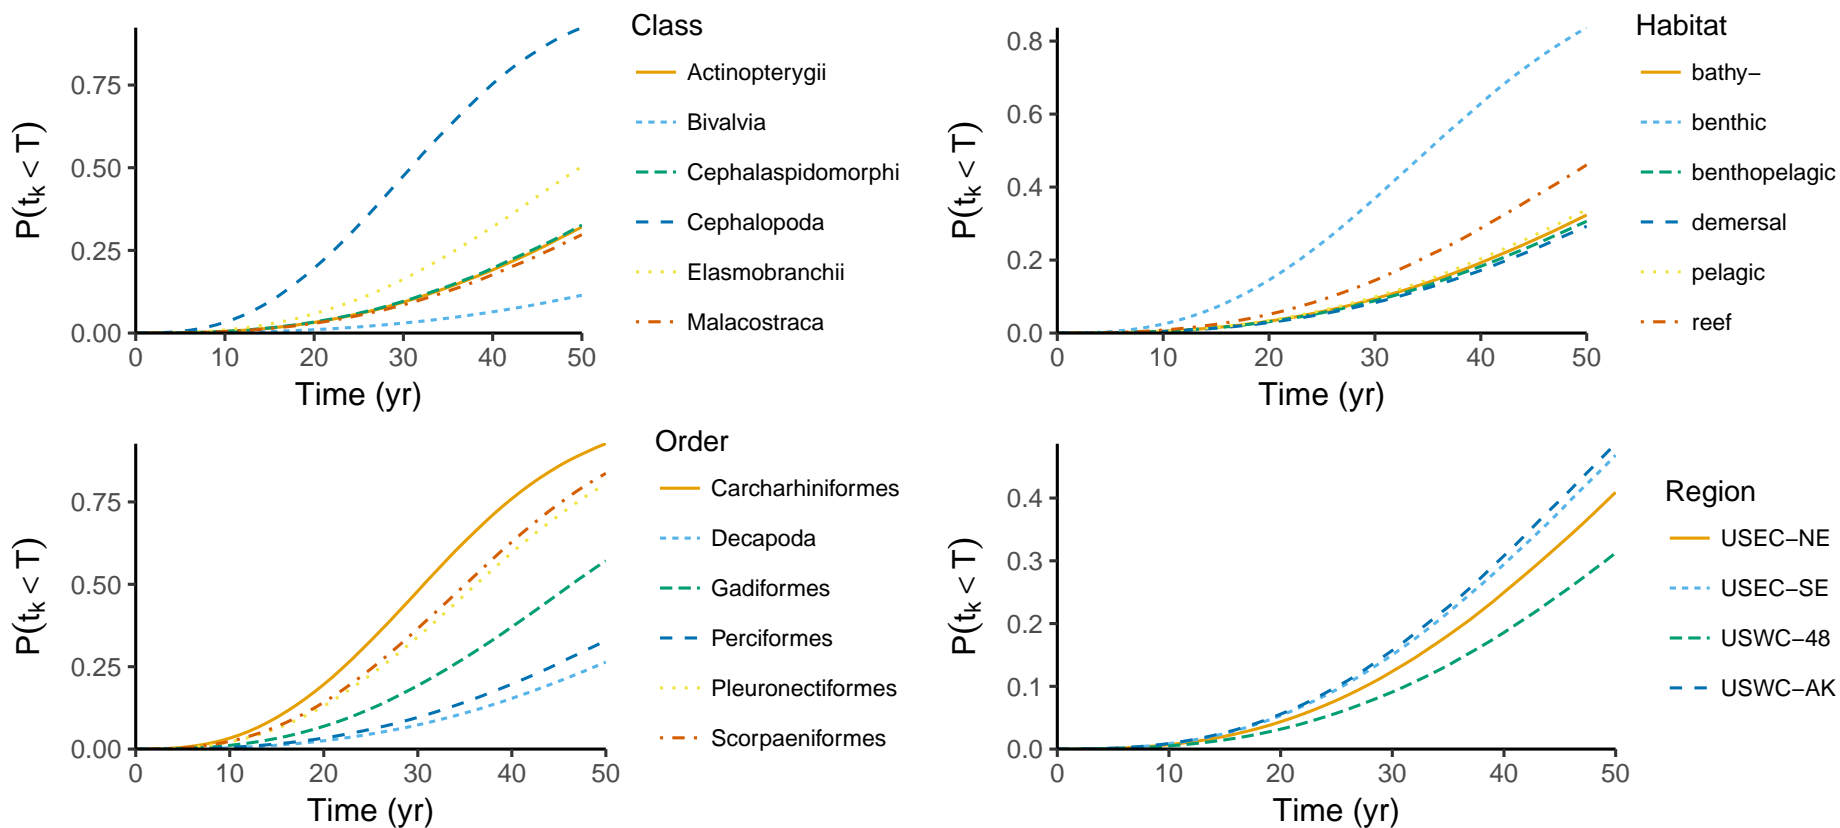 Class
Actinopterygii
Bivalvia
Cephalaspidomorphi
Cephalopoda
Elasmobranchii
Malacostraca
P(tk < T)
0.75
0.50
0.25
0.00
0 10 20 30 40 50
Time (yr)
Habitat
bathy−
benthic
benthopelagic
demersal
pelagic
reef
P(tk < T)
0.8
0.6
0.4
0.2
0.0
0 10 20 30 40 50
Time (yr)
Order
Carcharhiniformes
Decapoda
Gadiformes
Perciformes
Pleuronectiformes
Scorpaeniformes
P(tk < T)
0.75
0.50
0.25
0.00
0 10 20 30 40 50
Time (yr)
Region
USEC−NE
USEC−SE
USWC−48
USWC−AK
P(tk < T)
0.4
0.3
0.2
0.1
0.0
0 10 20 30 40 50
Time (yr)